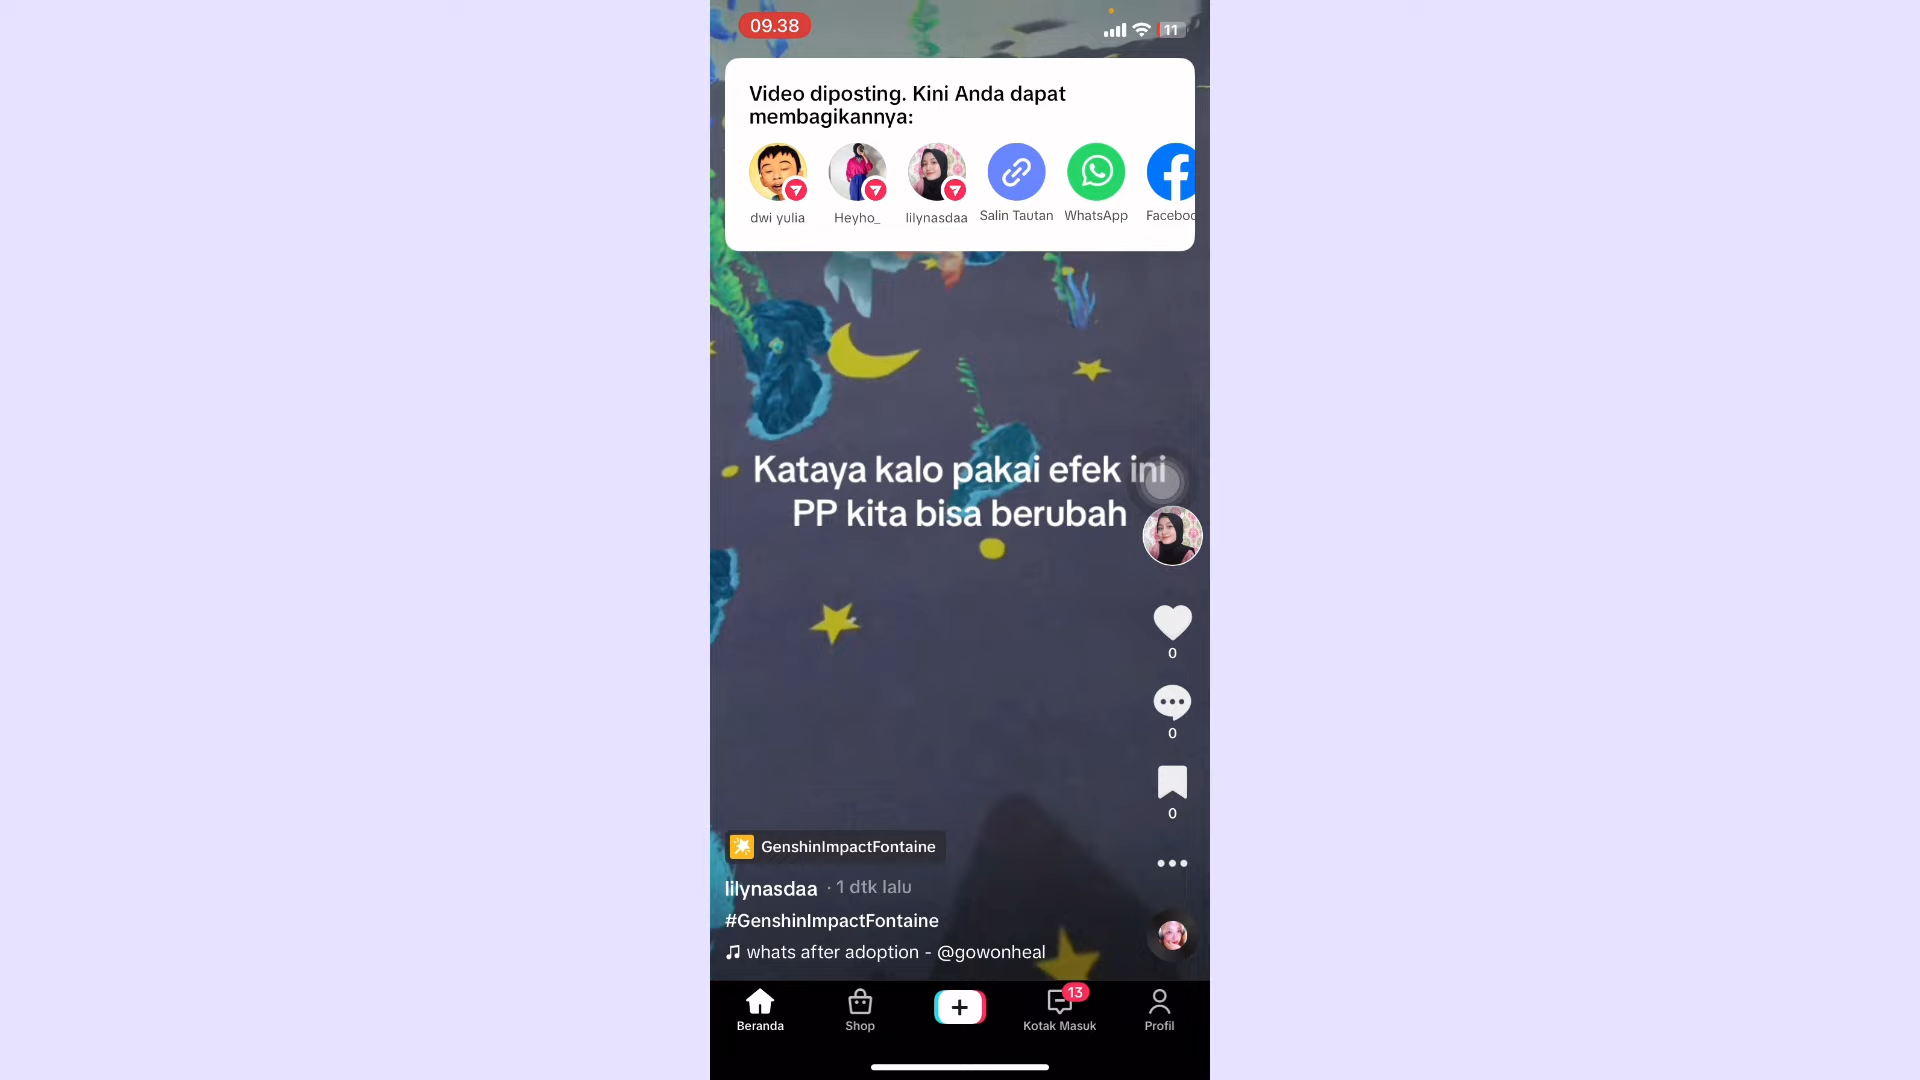 09.38
11
Video diposting. Kini Anda dapat
membagikannya:
dwi yulia
Heyho_
lilynasdaa
Salin Tautan
WhatsApp
Faceboo
Kataya kalo pakai efek ini
PP kita bisa berubah
0
0
0
GenshinImpactFontaine
lilynasdaa · 1 dtk lalu
#GenshinImpactFontaine
whats after adoption - @gowonheal
13
Beranda
Shop
Kotak Masuk
Profil